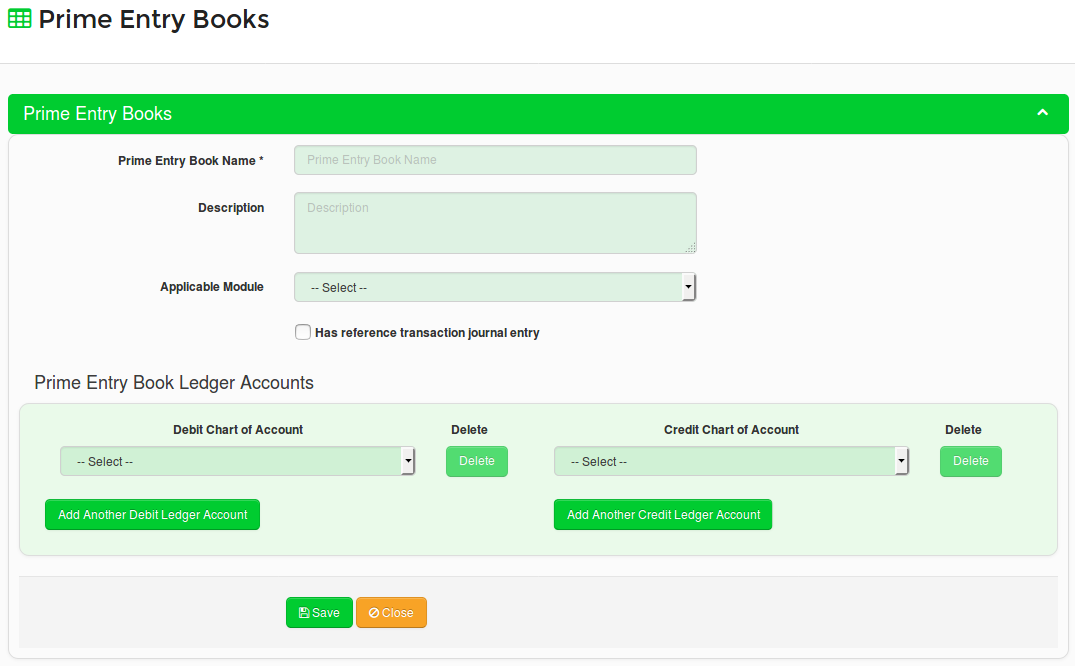 Prime Entry Books
Prime Entry Books
Prime Entry Book Name * Prime Entry Book Name
Description Description
Applicable Module -- Select --
Has reference transaction journal entry
Prime Entry Book Ledger Accounts
Debit Chart of Account Delete Credit Chart of Account Delete
-- Select -- Delete -- Select -- Delete
Add Another Debit Ledger Account Add Another Credit Ledger Account
Save Close